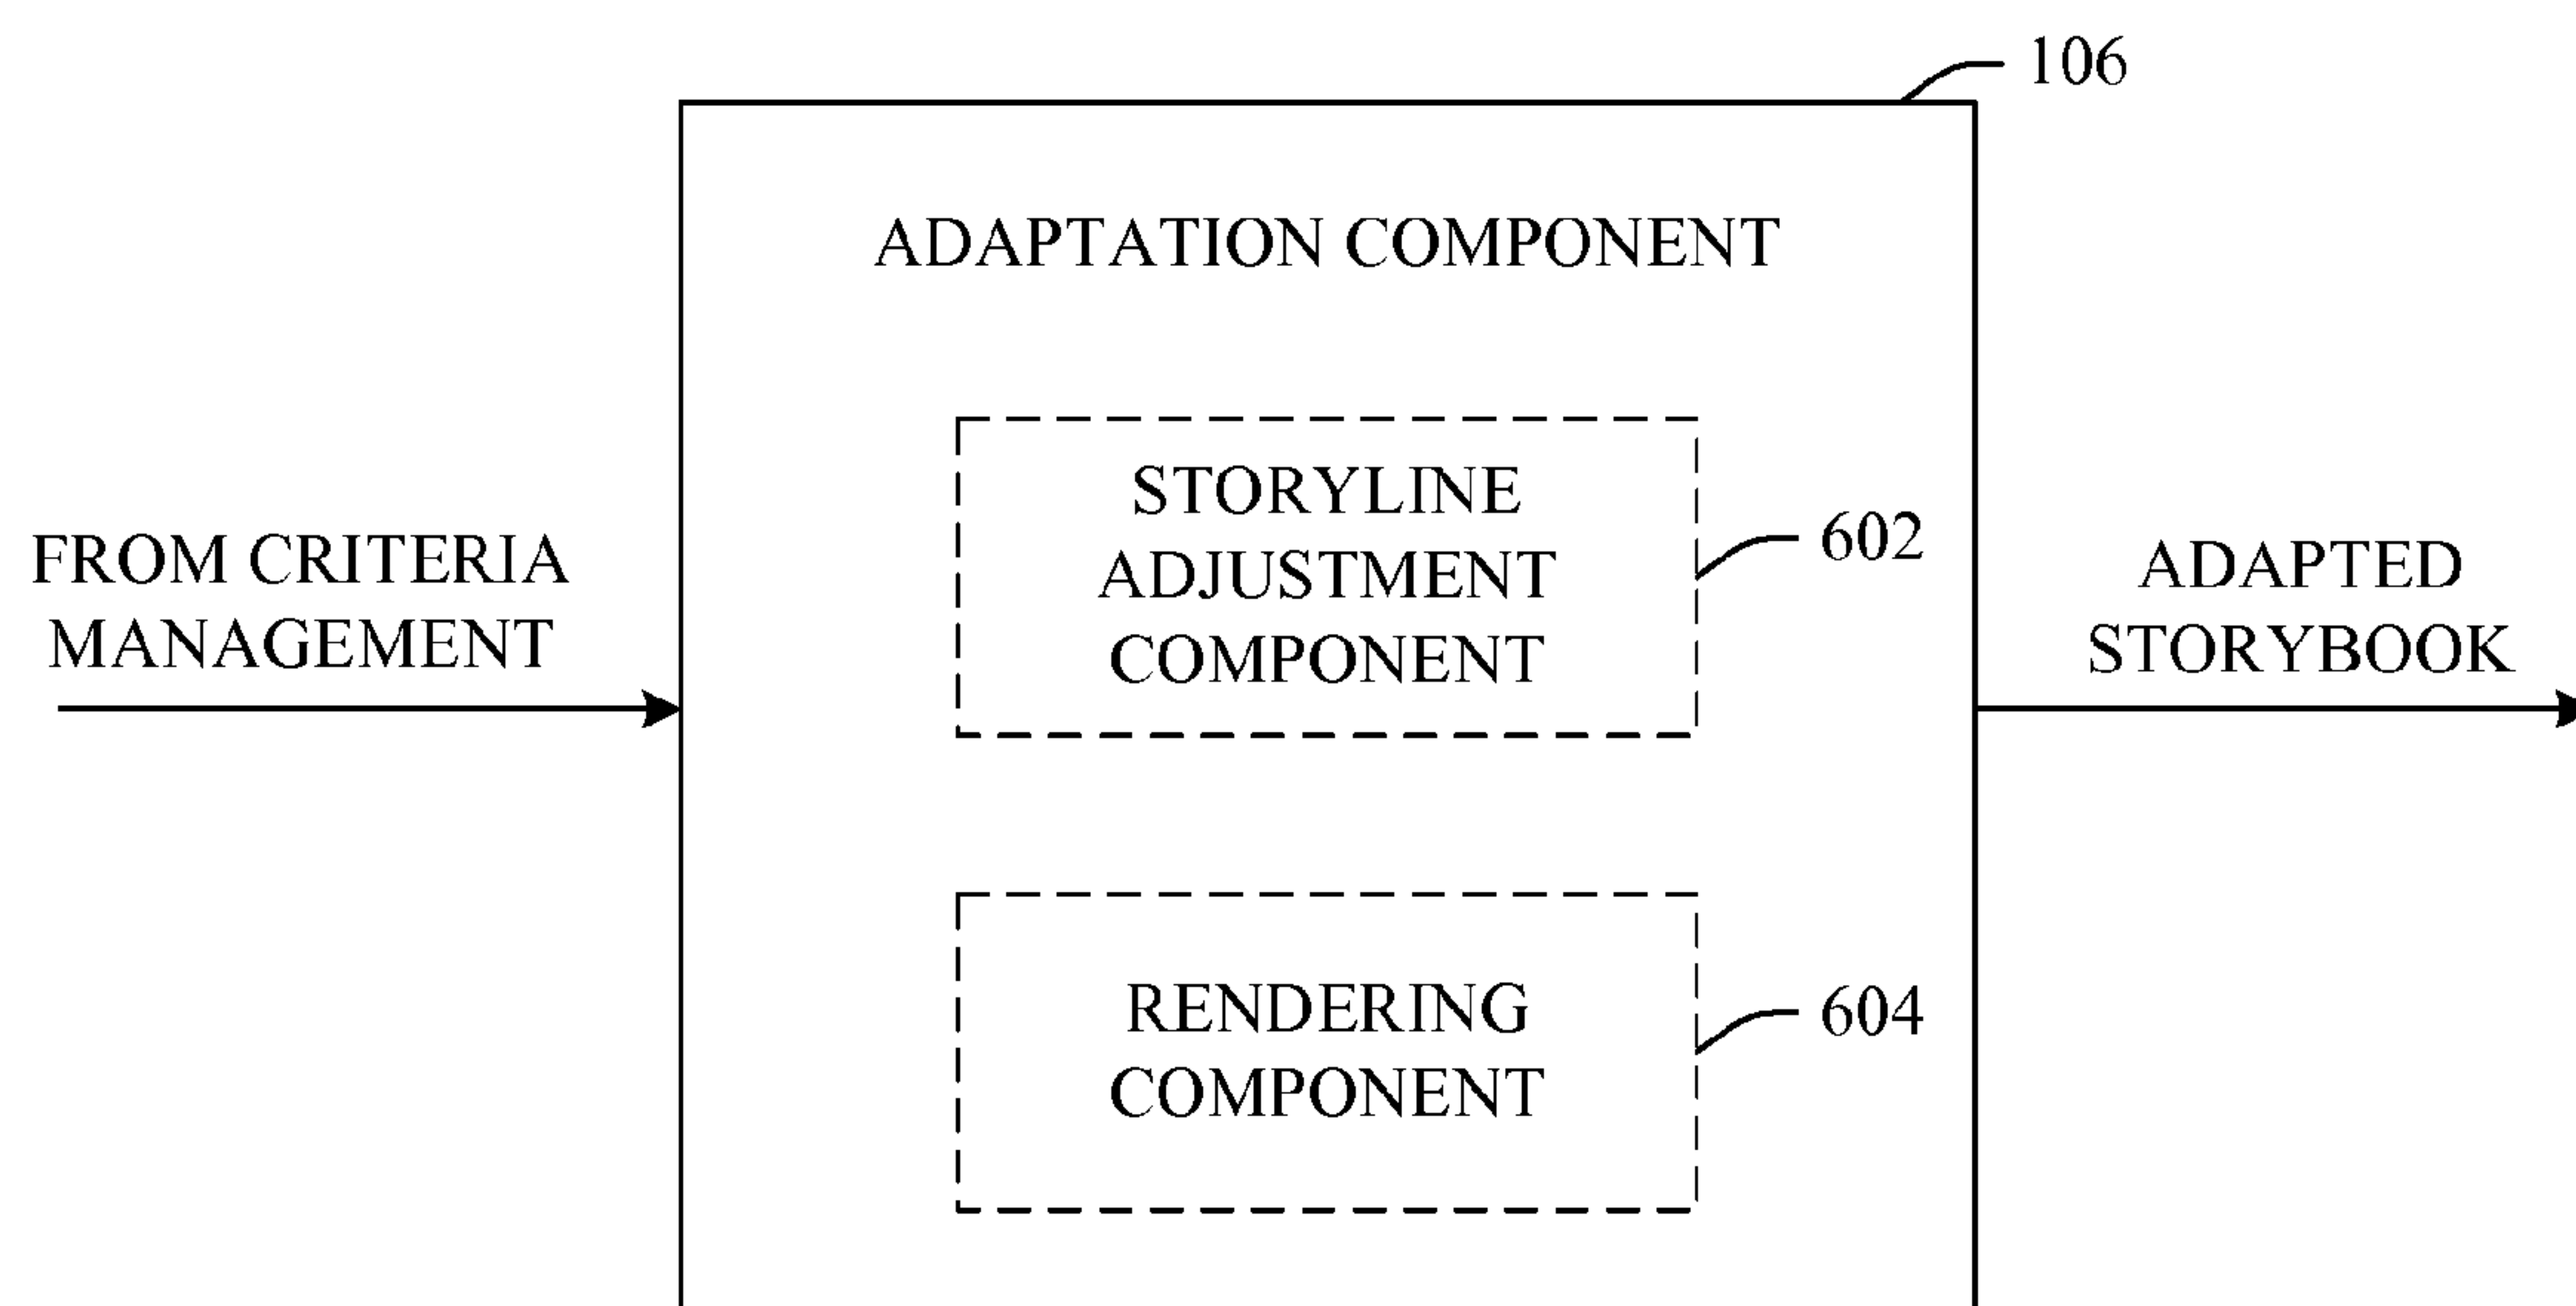 106
ADAPTATION COMPONENT
STORYLINE
ADJUSTMENT
COMPONENT
602
FROM CRITERIA
MANAGEMENT
ADAPTED
STORYBOOK
RENDERING
COMPONENT
604